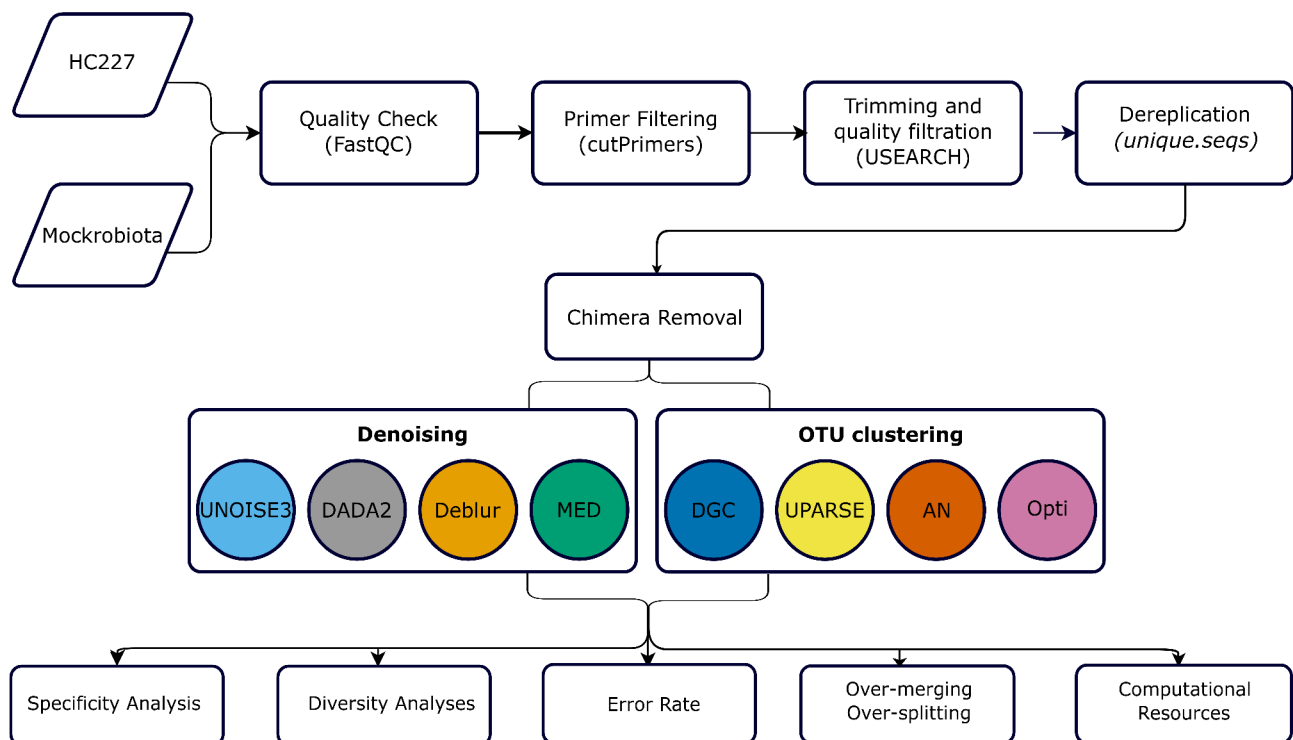 HC227
Mockrobiota
Quality Check
(FastQC)
Primer Filtering
(cutPrimers)
Trimming and
quality filtration
(USEARCH)
Dereplication
(unique.seqs)
Chimera Removal
Denoising
UNOISE3
DADA2
Deblur
MED
OTU clustering
DGC
UPARSE
AN
Opti
Specificity Analysis
Diversity Analyses
Error Rate
Over-merging
Over-splitting
Computational
Resources